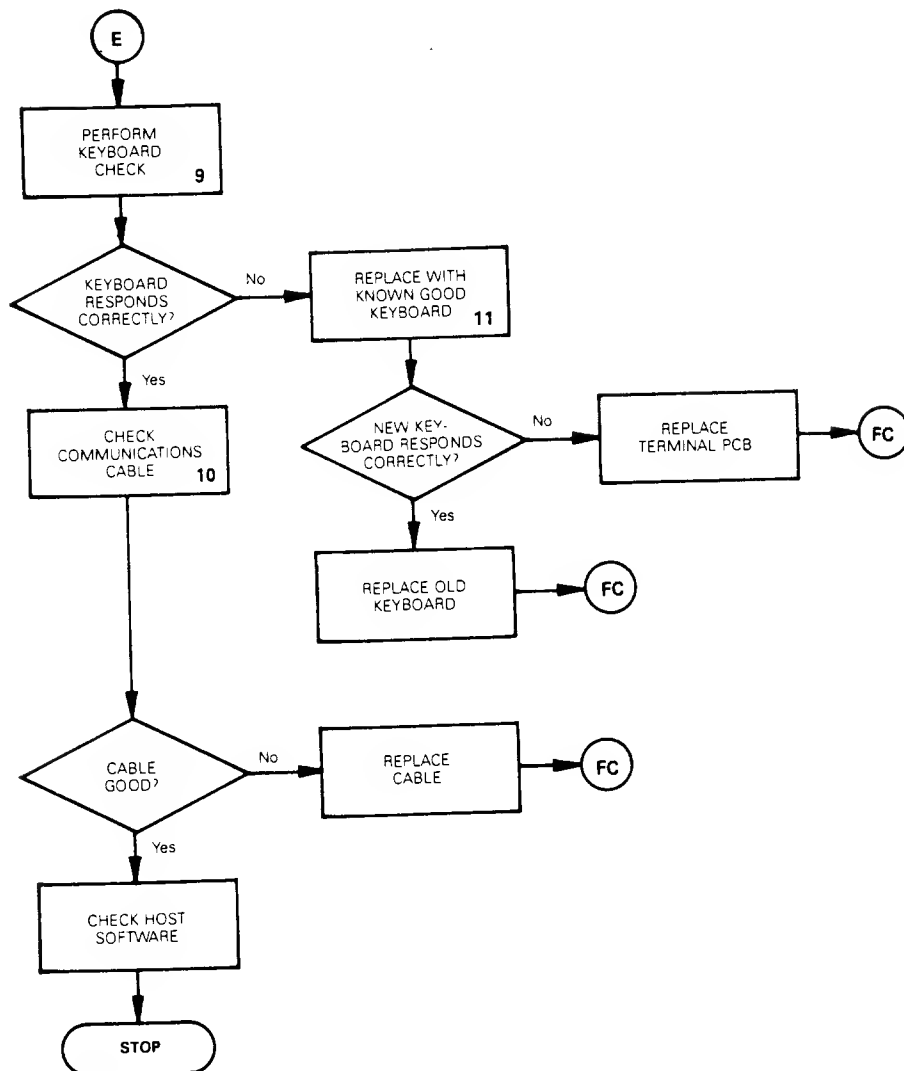 E
PERFORM
KEYBOARD
CHECK
9
KEYBOARD
RESPONDS
CORRECTLY?
No
REPLACE WITH
KNOWN GOOD
KEYBOARD
11
Yes
CHECK
COMMUNICATIONS
CABLE
10
NEW KEY-
BOARD RESPONDS
CORRECTLY?
No
REPLACE
TERMINAL PCB
FC
Yes
REPLACE OLD
KEYBOARD
FC
CABLE
GOOD?
No
REPLACE
CABLE
FC
Yes
CHECK HOST
SOFTWARE
STOP